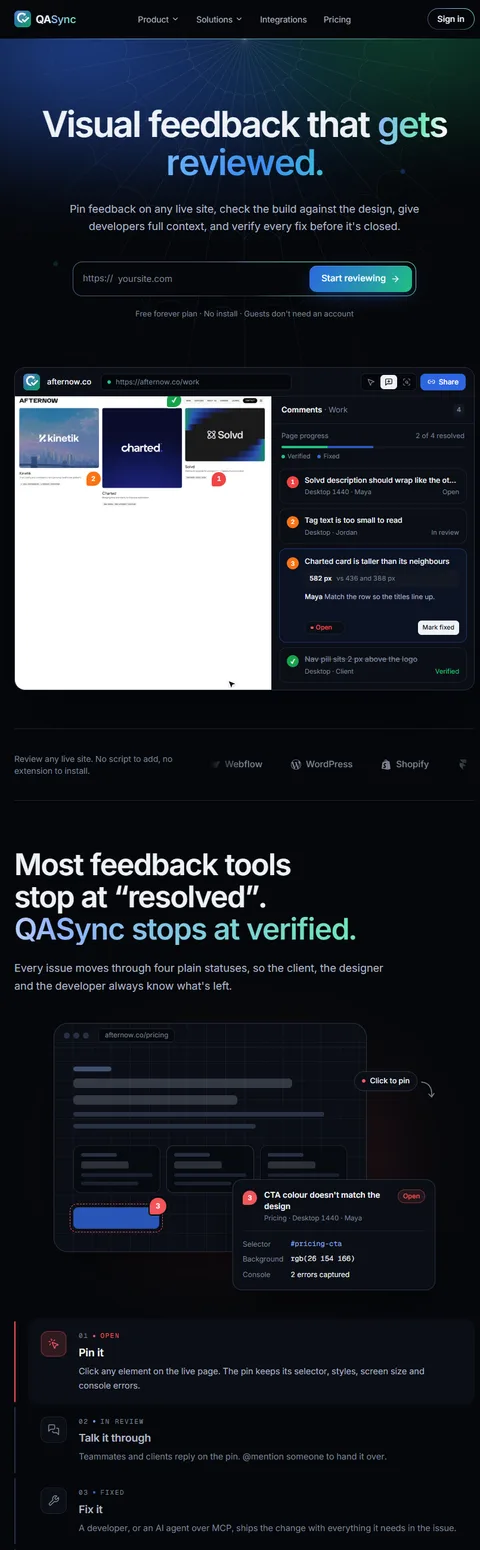 QASync
Product
Solutions
Integrations
Pricing
Sign in
Visual feedback that gets
reviewed.
Pin feedback on any live site, check the build against the design, give
developers full context, and verify every fix before it's closed.
https:// yoursite.com
Start reviewing →
Free forever plan · No install · Guests don't need an account
afternow.co
https://afternow.co/work
Share
AFTERNOW
kinetik
charted.
Solvd
Kinetik
Charted
Solvd
2
1
Comments · Work
4
Page progress
2 of 4 resolved
Verified
Fixed
1
Solvd description should wrap like the ot...
Desktop 1440 · Maya
Open
2
Tag text is too small to read
Desktop · Jordan
In review
3
Charted card is taller than its neighbours
582 px vs 436 and 388 px
Maya Match the row so the titles line up.
Open
Mark fixed
Nav pill sits 2 px above the logo
Desktop · Client
Verified
Review any live site. No script to add, no
extension to install.
Webflow
WordPress
Shopify
Most feedback tools
stop at “resolved”.
QASync stops at verified.
Every issue moves through four plain statuses, so the client, the designer
and the developer always know what's left.
afternow.co/pricing
Click to pin
3
3
CTA colour doesn't match the
design
Open
Pricing · Desktop 1440 · Maya
Selector #pricing-cta
Background rgb(26 154 166)
Console 2 errors captured
01 • OPEN
Pin it
Click any element on the live page. The pin keeps its selector, styles, screen size and
console errors.
02 • IN REVIEW
Talk it through
Teammates and clients reply on the pin. @mention someone to hand it over.
03 • FIXED
Fix it
A developer, or an AI agent over MCP, ships the change with everything it needs in the issue.